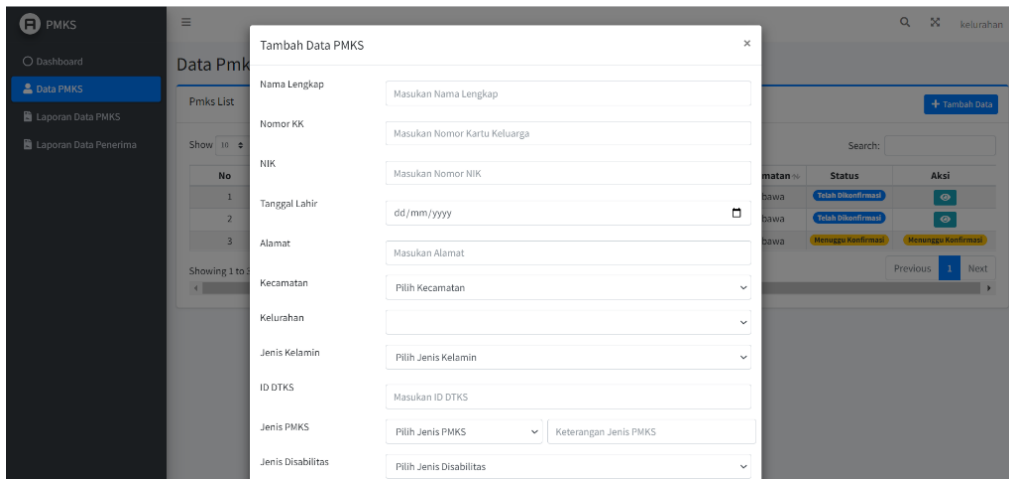 PMKS
kelurahan
Dashboard
Data PMKS
Laporan Data PMKS
Laporan Data Penerima
Data Pmk
Pmks List
+ Tambah Data
Show 10
Search:
No
matan
Status
Aksi
1
bawa
Telah Dikonfirmasi
2
bawa
Telah Dikonfirmasi
3
bawa
Menunggu Konfirmasi
Menunggu Konfirmasi
Showing 1 to 3
Previous 1 Next
Tambah Data PMKS
×
Nama Lengkap
Masukan Nama Lengkap
Nomor KK
Masukan Nomor Kartu Keluarga
NIK
Masukan Nomor NIK
Tanggal Lahir
dd/mm/yyyy
Alamat
Masukan Alamat
Kecamatan
Pilih Kecamatan
Kelurahan
Jenis Kelamin
Pilih Jenis Kelamin
ID DTKS
Masukan ID DTKS
Jenis PMKS
Pilih Jenis PMKS
Keterangan Jenis PMKS
Jenis Disabilitas
Pilih Jenis Disabilitas